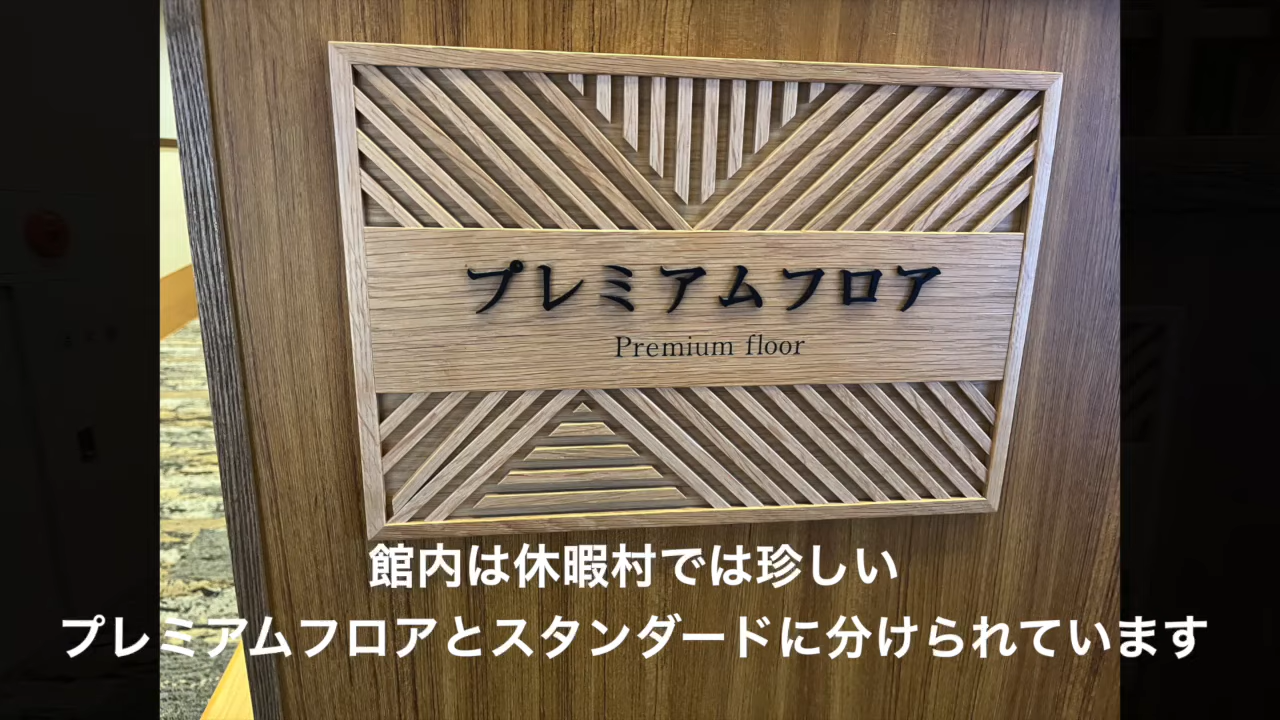 プレミアムフロア
Premium floor
館内は休暇村では珍しい
プレミアムフロアとスタンダードに分けられています